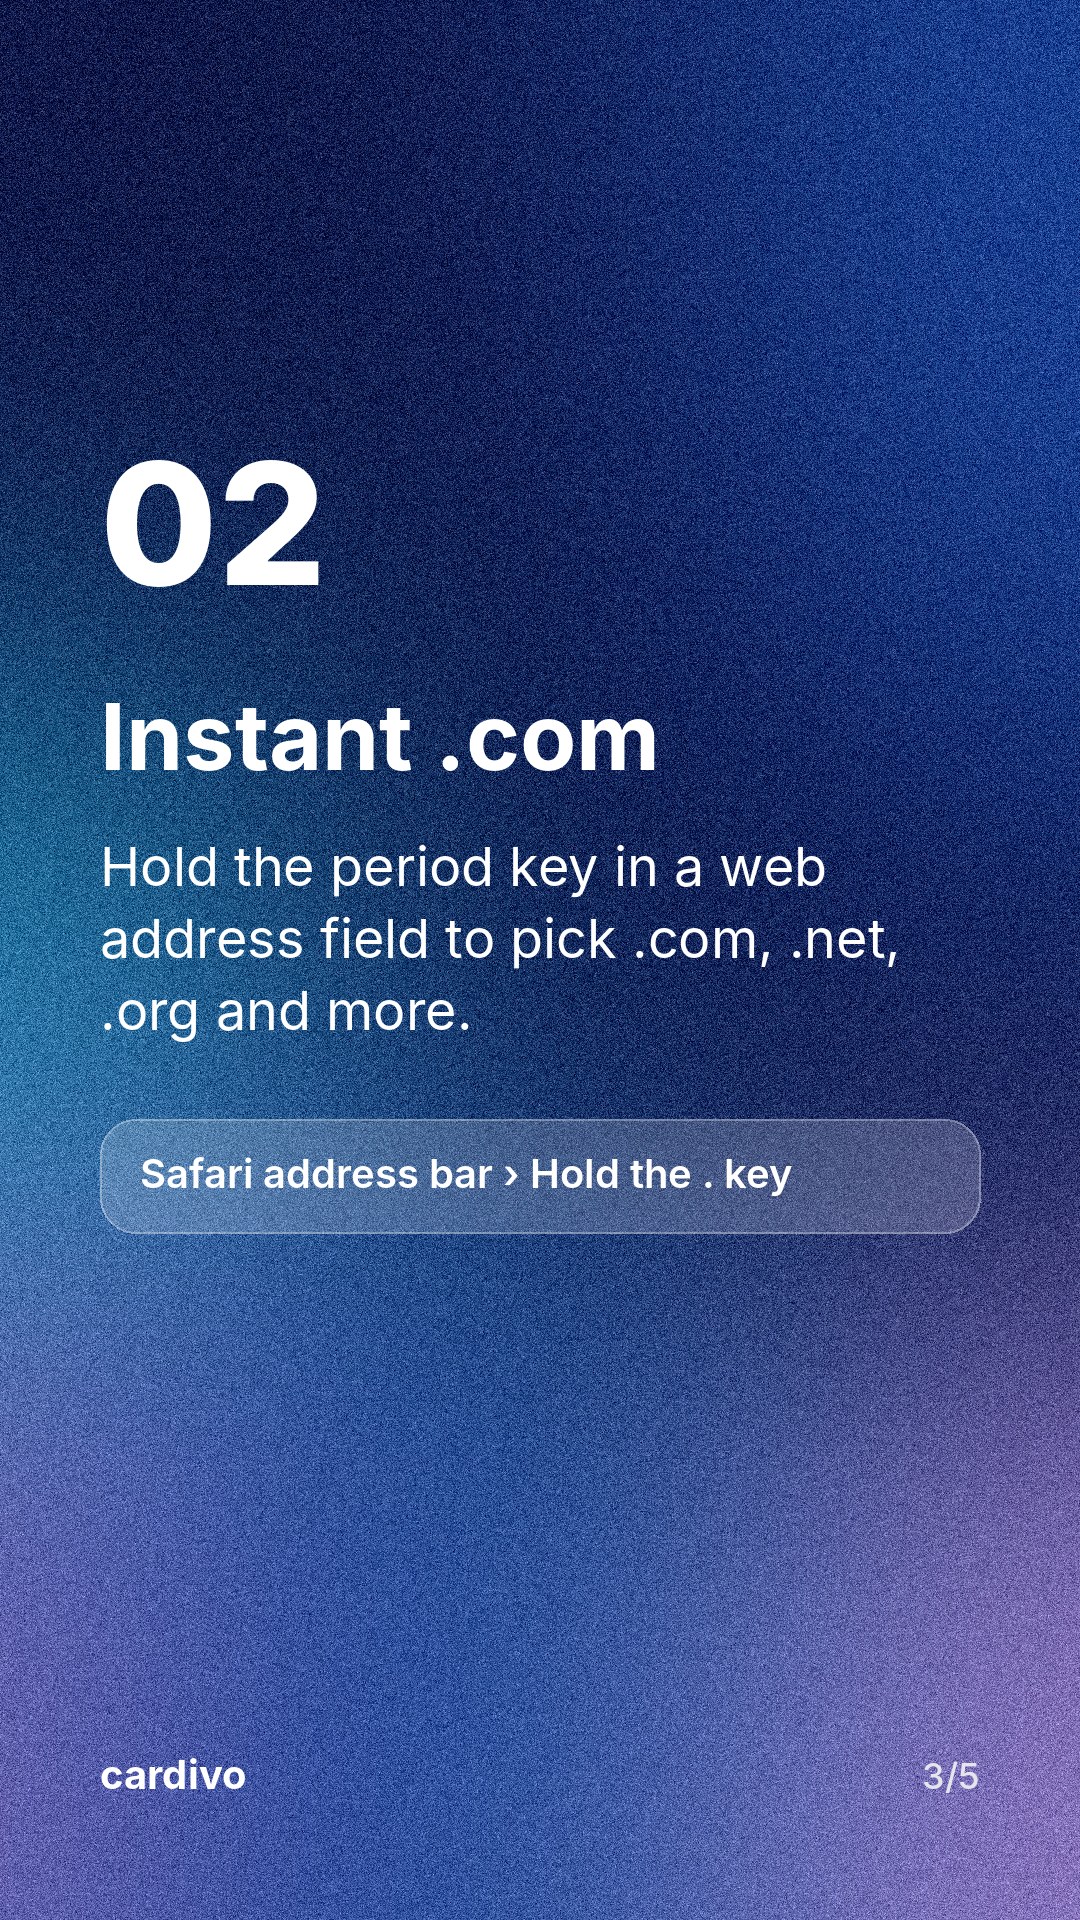 02
Instant .com
Hold the period key in a web
address field to pick .com, .net,
.org and more.
Safari address bar › Hold the . key
cardivo
3/5